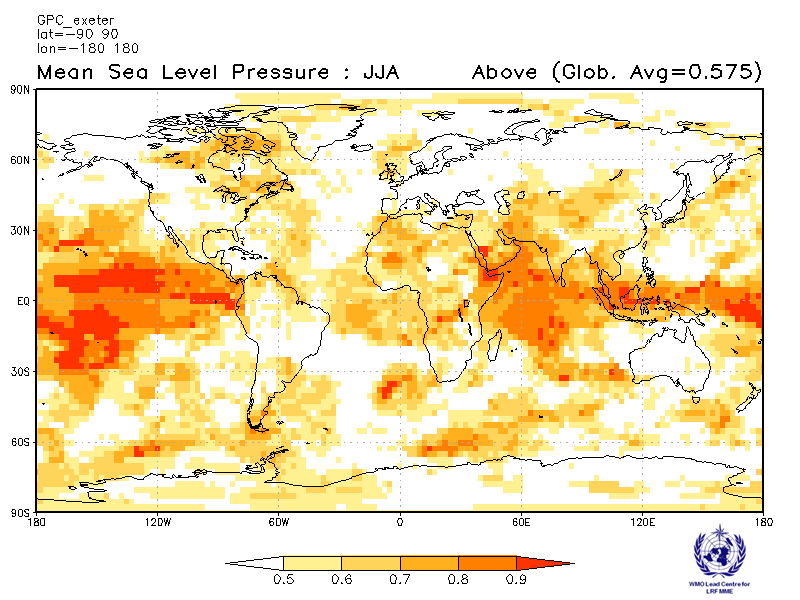 GPC_exeter
lat=-90 90
lon=-180 180
Mean Sea Level Pressure : JJA Above (Glob. Avg=0.575)
90N
60N
30N
EQ
30S
60S
90S
180 120W 60W 0 60E 120E 180
0.5 0.6 0.7 0.8 0.9
WMO Lead Centre for
LRF MME